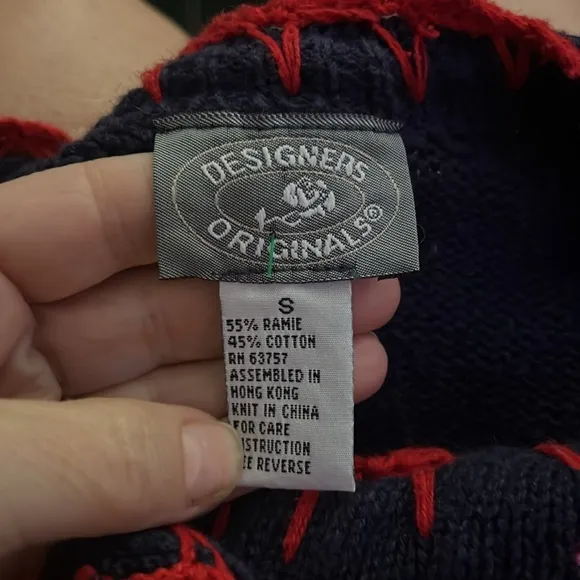 DESIGNERS
ORIGINALS®
S
55% RAMIE
45% COTTON
RN 63757
ASSEMBLED IN
HONG KONG
KNIT IN CHINA
FOR CARE
REVERSE